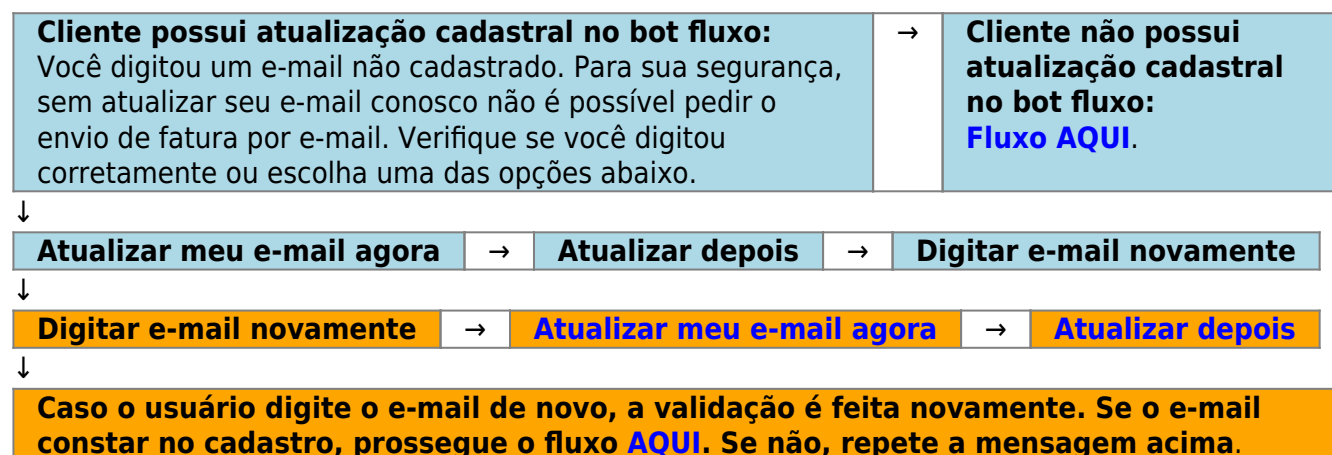 Cliente possui atualização cadastral no bot fluxo:
Você digitou um e-mail não cadastrado. Para sua segurança,
sem atualizar seu e-mail conosco não é possível pedir o
envio de fatura por e-mail. Verifique se você digitou
corretamente ou escolha uma das opções abaixo.
→
Cliente não possui
atualização cadastral
no bot fluxo:
Fluxo AQUI.
↓
Atualizar meu e-mail agora → Atualizar depois → Digitar e-mail novamente
↓
Digitar e-mail novamente → Atualizar meu e-mail agora → Atualizar depois
↓
Caso o usuário digite o e-mail de novo, a validação é feita novamente. Se o e-mail
constar no cadastro, prossegue o fluxo AQUI. Se não, repete a mensagem acima.